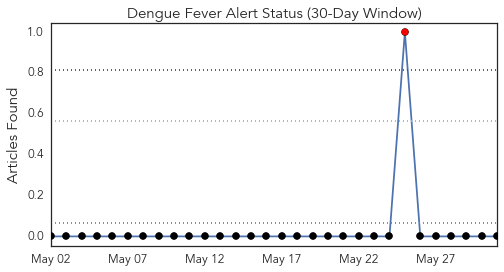 Dengue Fever Alert Status (30-Day Window)
Articles Found
1.0
0.8
0.6
0.4
0.2
0.0
May 02 May 07 May 12 May 17 May 22 May 27